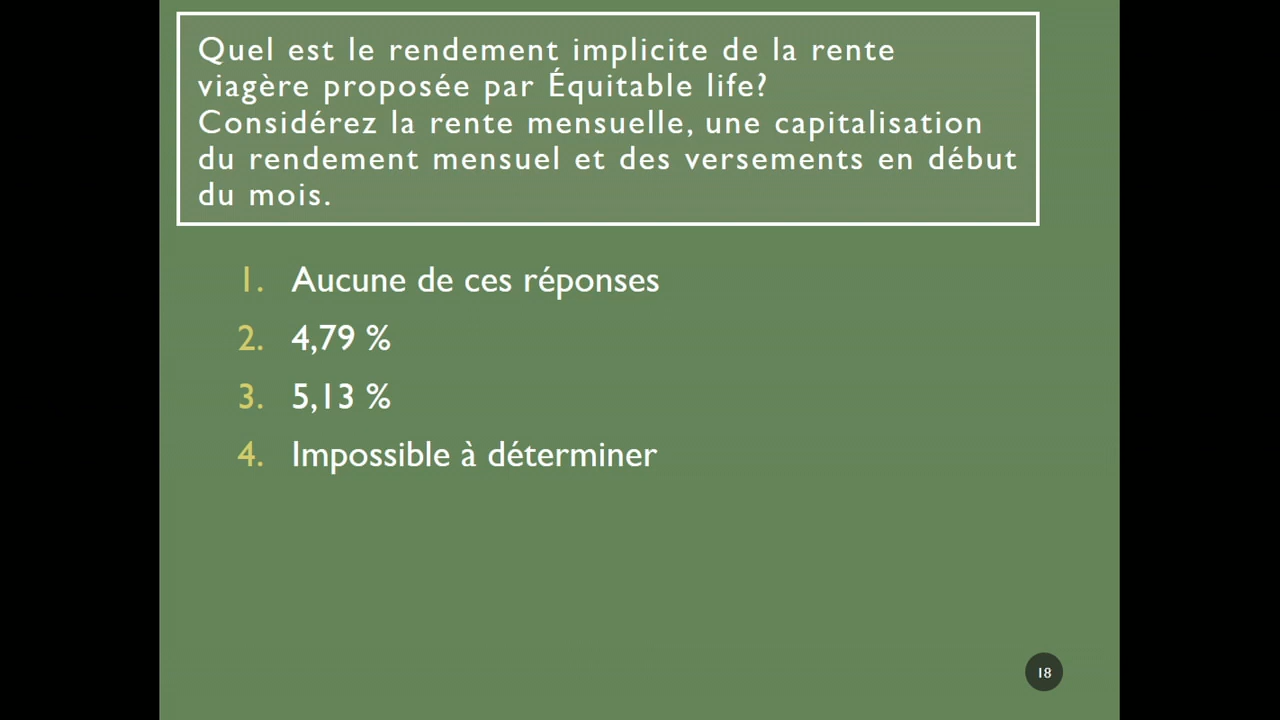 Quel est le rendement implicite de la rente
viagère proposée par Équitable life?
Considérez la rente mensuelle, une capitalisation
du rendement mensuel et des versements en début
du mois.
1. Aucune de ces réponses
2. 4,79 %
3. 5,13 %
4. Impossible à déterminer
18